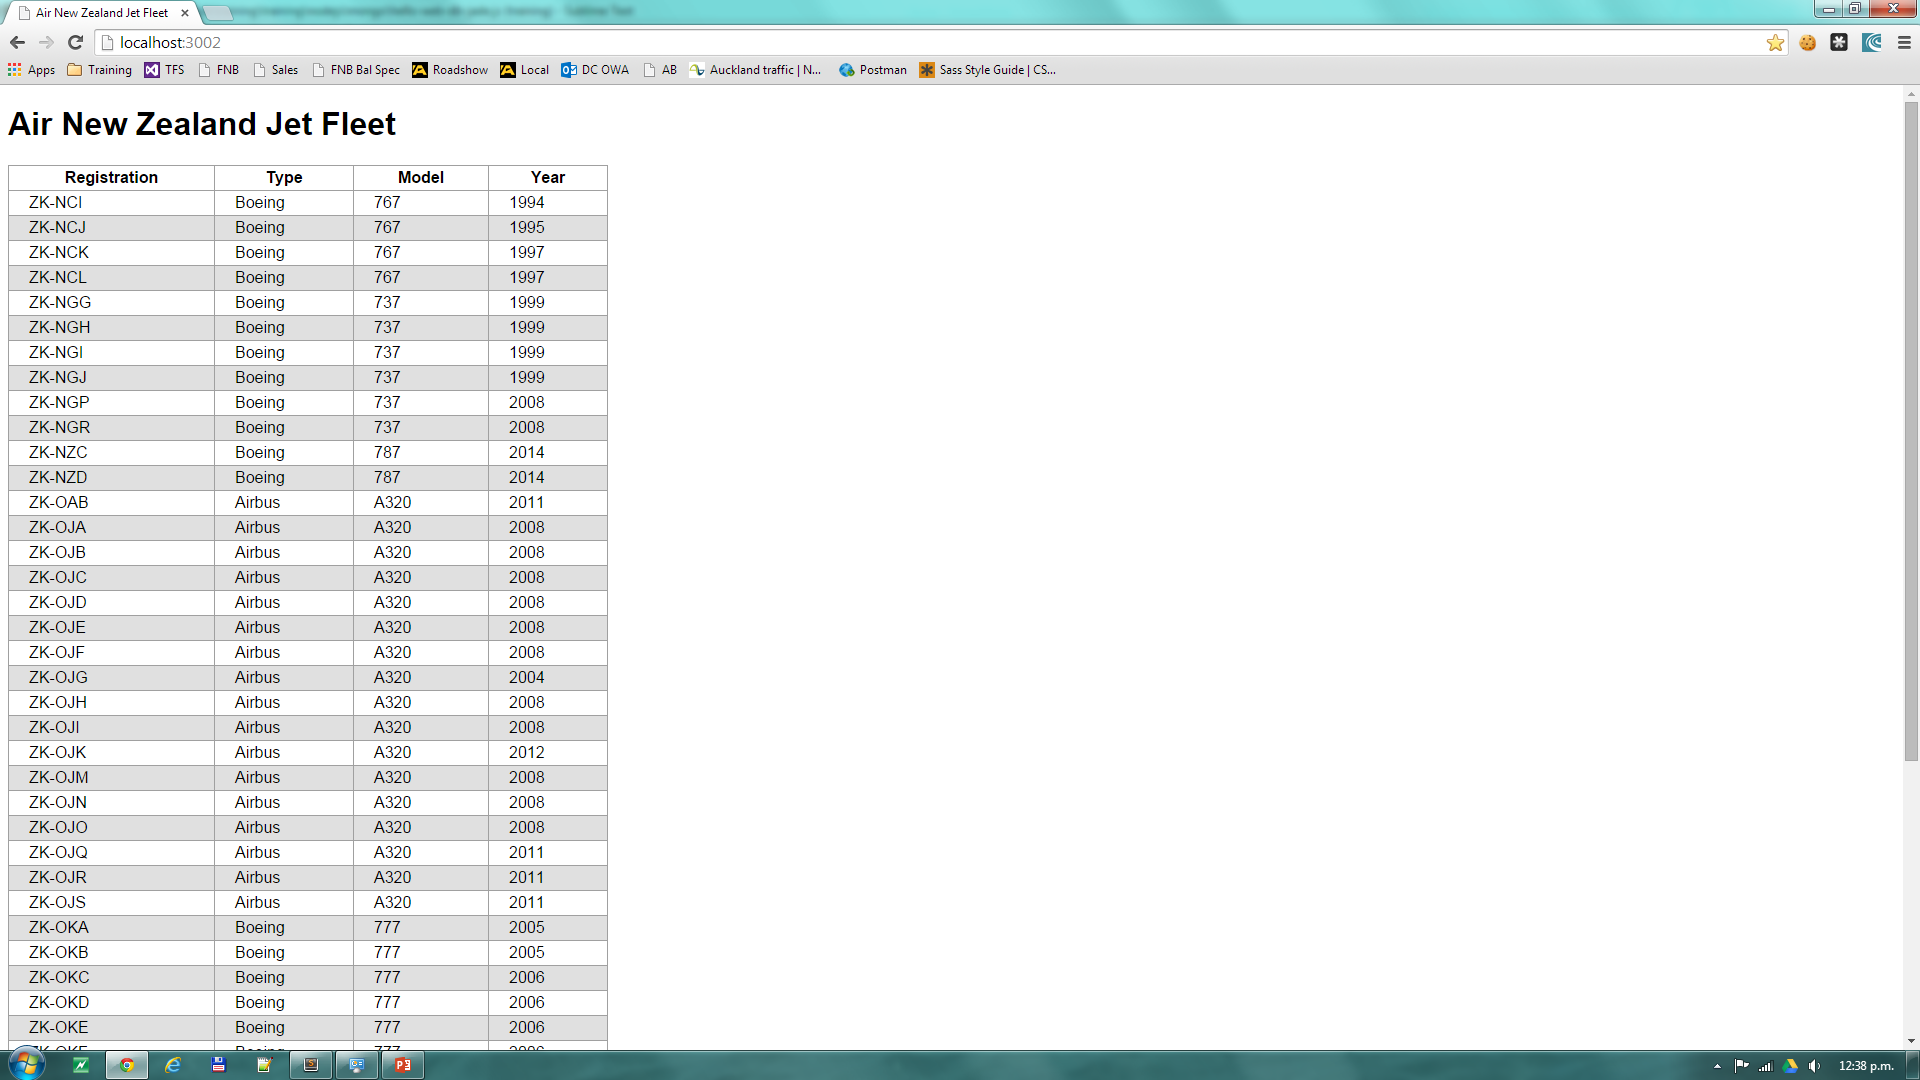 Air New Zealand Jet Fleet
localhost:3002
Apps Training TFS FNB Sales FNB Bal Spec Roadshow Local DC OWA AB Auckland traffic | N... Postman Sass Style Guide | CS...
Air New Zealand Jet Fleet
Registration Type Model Year
ZK-NCI Boeing 767 1994
ZK-NCJ Boeing 767 1995
ZK-NCK Boeing 767 1997
ZK-NCL Boeing 767 1997
ZK-NGG Boeing 737 1999
ZK-NGH Boeing 737 1999
ZK-NGI Boeing 737 1999
ZK-NGJ Boeing 737 1999
ZK-NGP Boeing 737 2008
ZK-NGR Boeing 737 2008
ZK-NZC Boeing 787 2014
ZK-NZD Boeing 787 2014
ZK-OAB Airbus A320 2011
ZK-OJA Airbus A320 2008
ZK-OJB Airbus A320 2008
ZK-OJC Airbus A320 2008
ZK-OJD Airbus A320 2008
ZK-OJE Airbus A320 2008
ZK-OJF Airbus A320 2008
ZK-OJG Airbus A320 2004
ZK-OJH Airbus A320 2008
ZK-OJI Airbus A320 2008
ZK-OJK Airbus A320 2012
ZK-OJM Airbus A320 2008
ZK-OJN Airbus A320 2008
ZK-OJO Airbus A320 2008
ZK-OJQ Airbus A320 2011
ZK-OJR Airbus A320 2011
ZK-OJS Airbus A320 2011
ZK-OKA Boeing 777 2005
ZK-OKB Boeing 777 2005
ZK-OKC Boeing 777 2006
ZK-OKD Boeing 777 2006
ZK-OKE Boeing 777 2006
12:38 p.m.